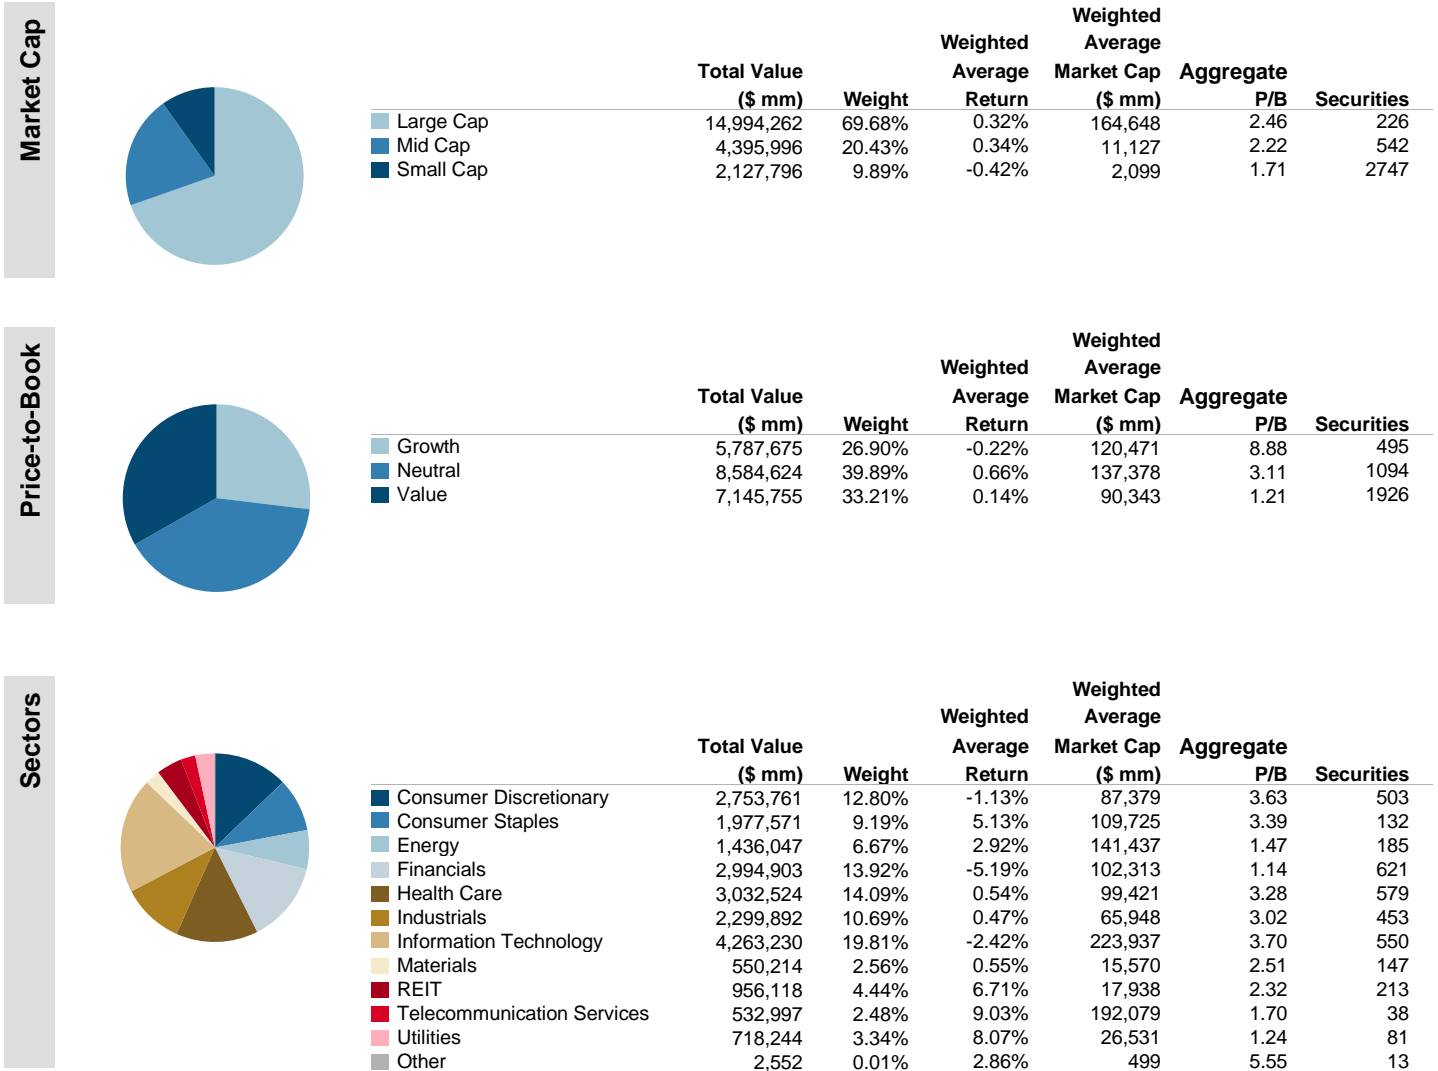 Market Cap
Weighted
Weighted Average
Total Value Average Market Cap Aggregate
($ mm) Weight Return ($ mm) P/B Securities
Large Cap 14,994,262 69.68% 0.32% 164,648 2.46 226
Mid Cap 4,395,996 20.43% 0.34% 11,127 2.22 542
Small Cap 2,127,796 9.89% -0.42% 2,099 1.71 2747
Price-to-Book
Weighted
Weighted Average
Total Value Average Market Cap Aggregate
($ mm) Weight Return ($ mm) P/B Securities
Growth 5,787,675 26.90% -0.22% 120,471 8.88 495
Neutral 8,584,624 39.89% 0.66% 137,378 3.11 1094
Value 7,145,755 33.21% 0.14% 90,343 1.21 1926
Sectors
Weighted
Weighted Average
Total Value Average Market Cap Aggregate
($ mm) Weight Return ($ mm) P/B Securities
Consumer Discretionary 2,753,761 12.80% -1.13% 87,379 3.63 503
Consumer Staples 1,977,571 9.19% 5.13% 109,725 3.39 132
Energy 1,436,047 6.67% 2.92% 141,437 1.47 185
Financials 2,994,903 13.92% -5.19% 102,313 1.14 621
Health Care 3,032,524 14.09% 0.54% 99,421 3.28 579
Industrials 2,299,892 10.69% 0.47% 65,948 3.02 453
Information Technology 4,263,230 19.81% -2.42% 223,937 3.70 550
Materials 550,214 2.56% 0.55% 15,570 2.51 147
REIT 956,118 4.44% 6.71% 17,938 2.32 213
Telecommunication Services 532,997 2.48% 9.03% 192,079 1.70 38
Utilities 718,244 3.34% 8.07% 26,531 1.24 81
Other 2,552 0.01% 2.86% 499 5.55 13